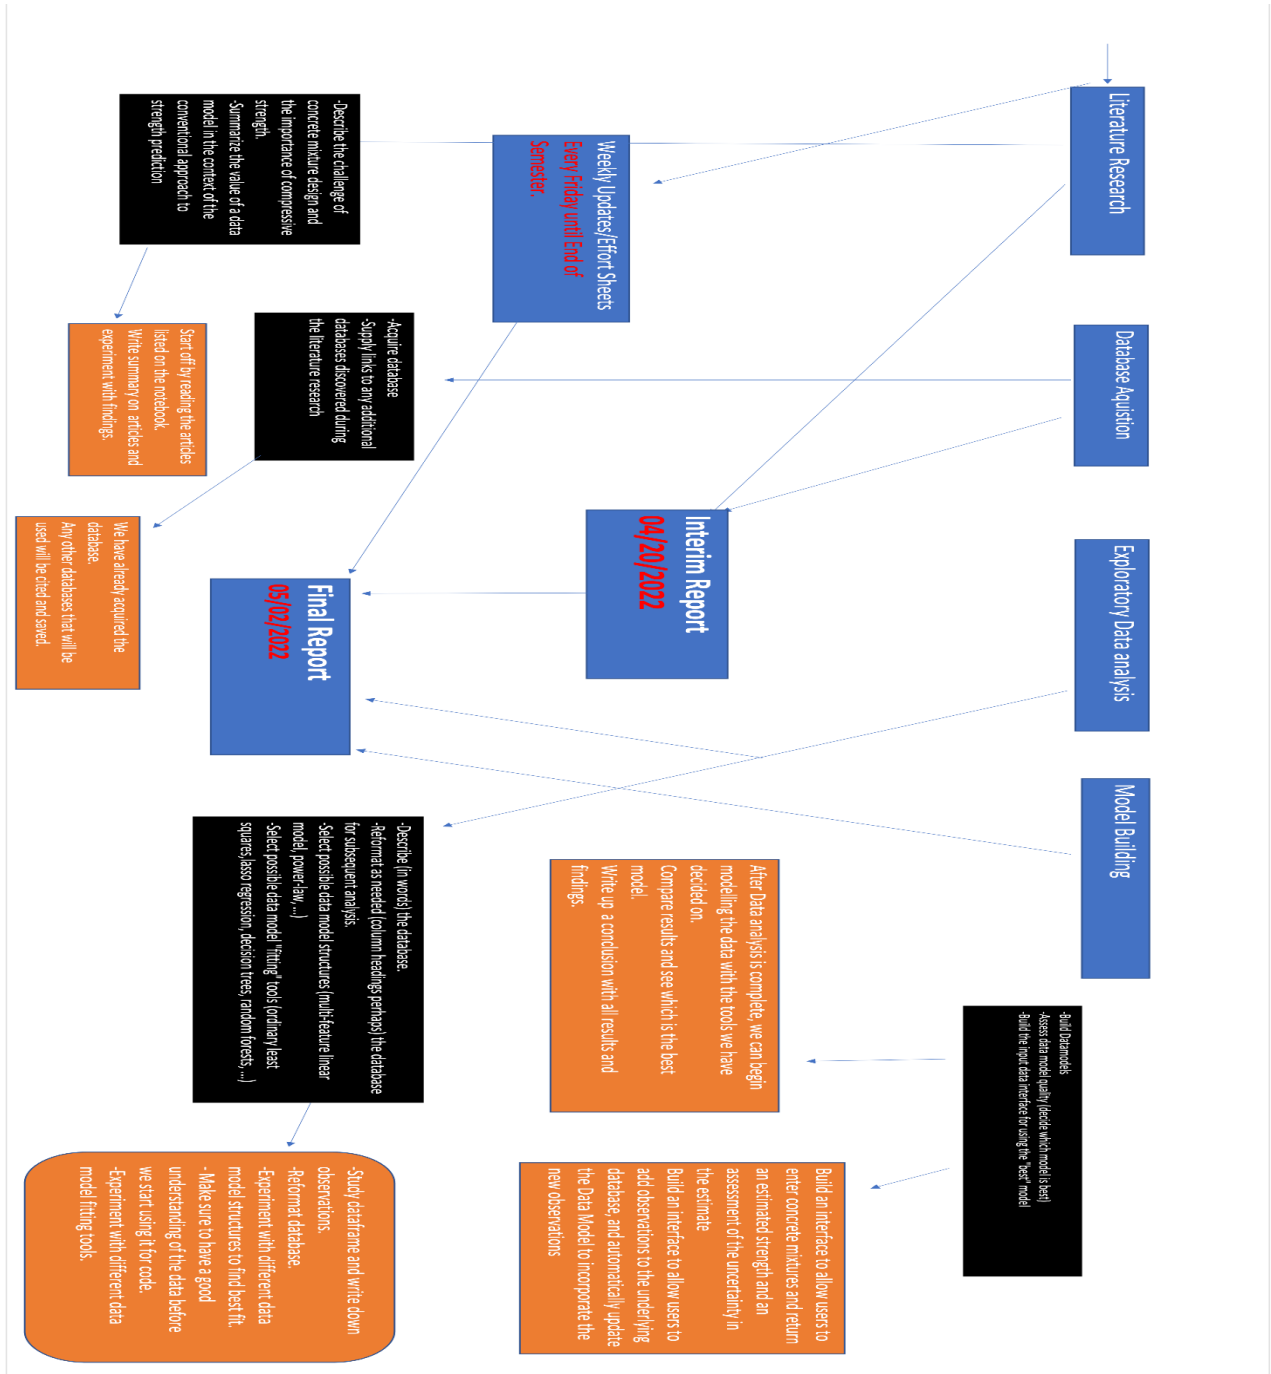 Literature Research
Database Aquistion
Exploratory Data analysis
Model Building
-Build Datamodels
-Assess data model quality (decide which model is best)
-Build the input data interface for using the "best" model
Weekly Updates/Effort Sheets
Every Friday until End of
Semester.
Interim Report
04/20/2022
After Data analysis is complete, we can begin
modelling the data with the tools we have
decided on.
Compare results and see which is the best
model.
Write up a conclusion with all results and
findings.
Build an interface to allow users to
enter concrete mixtures and return
an estimated strength and an
assessment of the uncertainty in
the estimate
Build an interface to allow users to
add observations to the underlying
database, and automatically update
the Data Model to incorporate the
new observations
-Describe the challenge of
concrete mixture design and
the importance of compressive
strength.
-Summarize the value of a data
model in the context of the
conventional approach to
strength prediction
-Acquire database
-Supply links to any additional
databases discovered during
the literature research
Final Report
05/02/2022
-Describe (in words) the database.
-Reformat as needed (column headings perhaps) the database
for subsequent analysis.
-Select possible data model structures (multi-feature linear
model, power-law, ...)
-Select possible data model "fitting" tools (ordinary least
squares,lasso regression, decision trees, random forests, ...)
Start off by reading the articles
listed on the notebook.
Write summary on articles and
experiment with findings.
We have already acquired the
database.
Any other databases that will be
used will be cited and saved.
-Study dataframe and write down
observations.
-Reformat database.
-Experiment with different data
model structures to find best fit.
- Make sure to have a good
understanding of the data before
we start using it for code.
-Experiment with different data
model fitting tools.